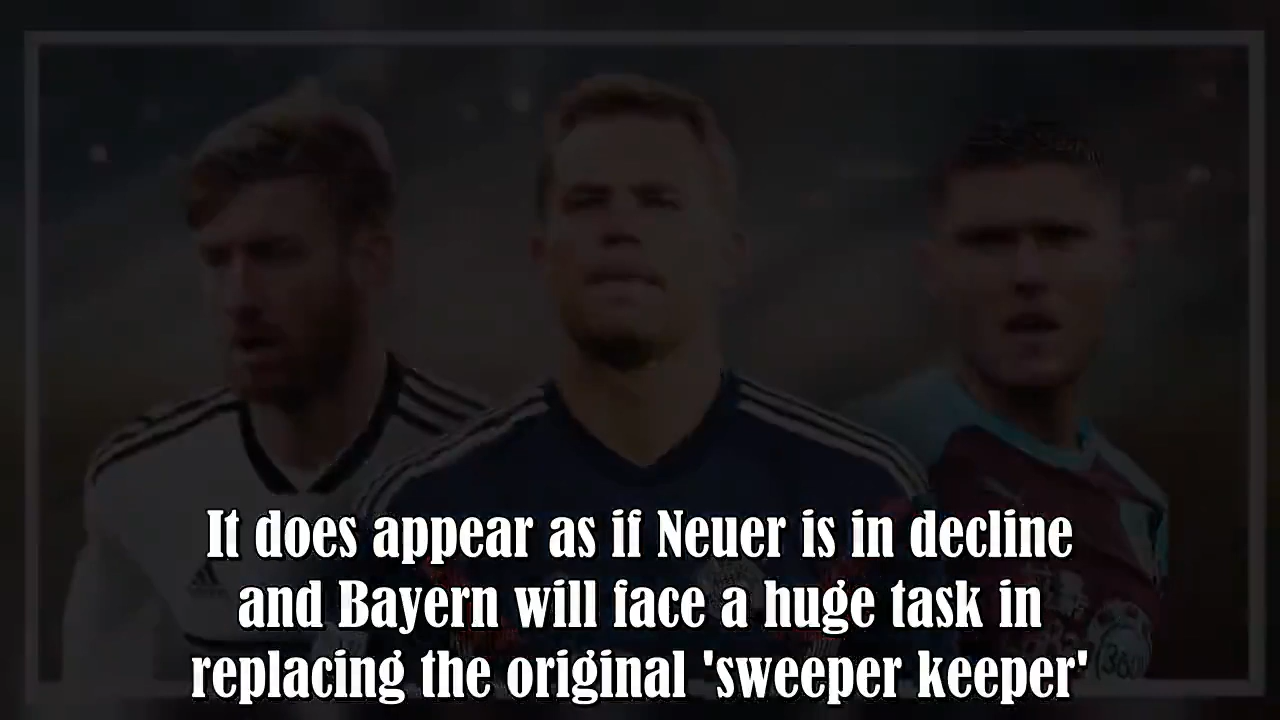 It does appear as if Neuer is in decline
and Bayern will face a huge task in
replacing the original 'sweeper keeper'